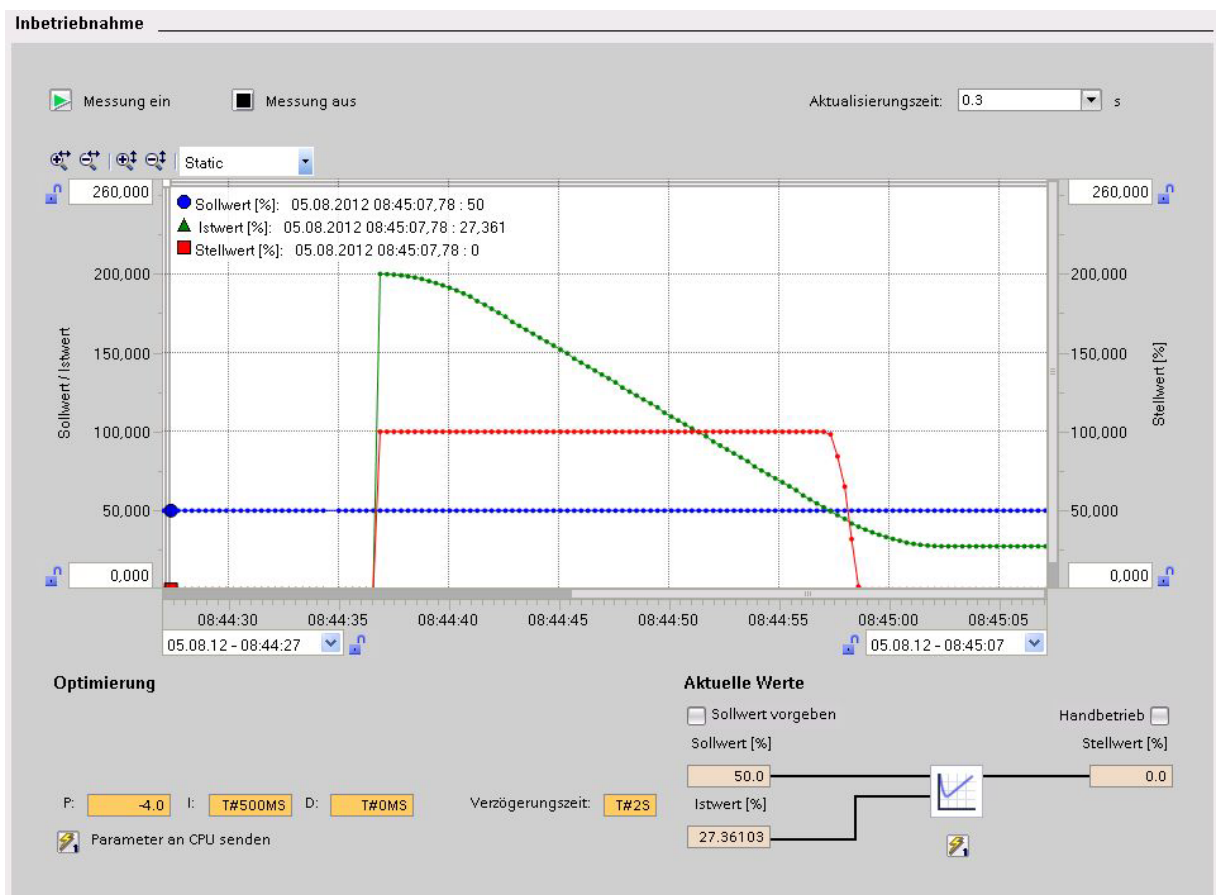 Inbetriebnahme
Messung ein Messung aus Aktualisierungszeit: 0.3 s
Static
260,000 260,000
Sollwert [%]: 05.08.2012 08:45:07,78 : 50
Istwert [%]: 05.08.2012 08:45:07,78 : 27,361
Stellwert [%]: 05.08.2012 08:45:07,78 : 0
200,000 200,000
150,000 150,000
100,000 100,000
50,000 50,000
0,000 0,000
Sollwert / Istwert
Stellwert [%]
08:44:30 08:44:35 08:44:40 08:44:45 08:44:50 08:44:55 08:45:00 08:45:05
05.08.12 - 08:44:27 05.08.12 - 08:45:07
Optimierung
P: -4.0 I: T#500MS D: T#0MS Verzögerungszeit: T#2S
Parameter an CPU senden
Aktuelle Werte
Sollwert vorgeben Handbetrieb
Sollwert [%] Stellwert [%]
50.0 0.0
Istwert [%]
27.36103